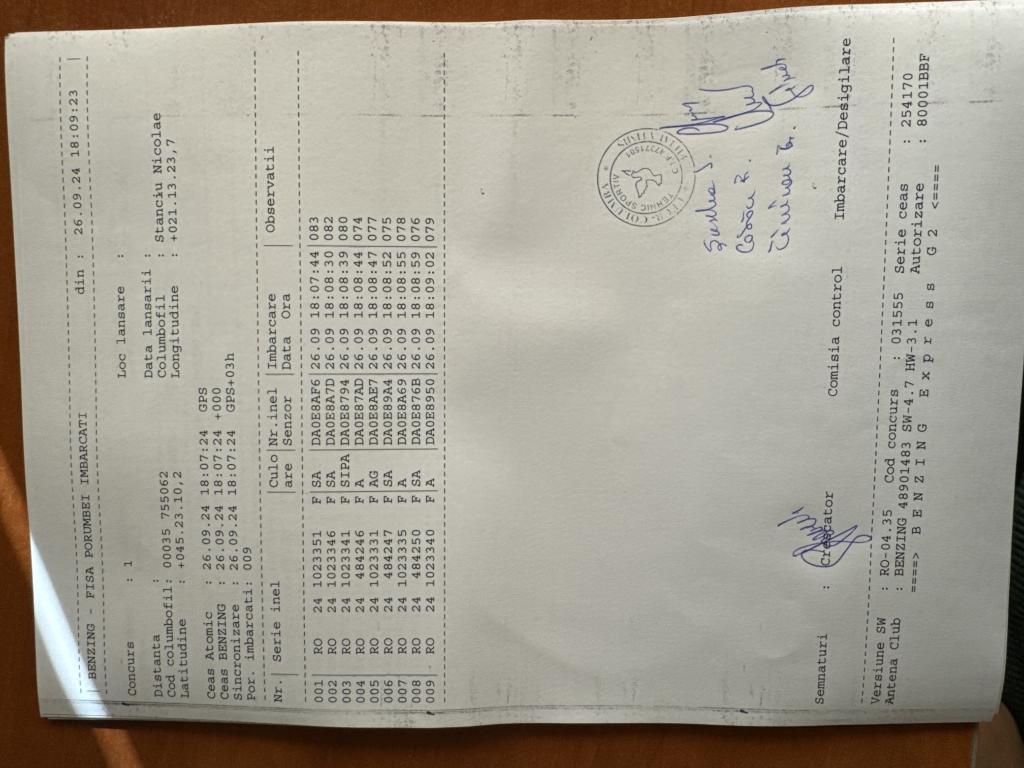 BENZING - FISA PORUMBEI IMBARCATI din : 26.09.24 18:09:23
Concurs : 1 Loc lansare :
Distanta : Data lansarii :
Cod columbofil: 00035 755062 Columbofil : Stanciu Nicolae
Latitudine : +045.23.10,2 Longitudine : +021.13.23,7
Ceas Atomic : 26.09.24 18:07:24 GPS
Ceas BENZING : 26.09.24 18:07:24 +000
Sincronizare : 26.09.24 18:07:24 GPS+03h
Por. imbarcati: 009
Nr.| Serie inel |Culo|Nr.inel |Imbarcare | Observatii
|are |Senzor |Data Ora |
001| RO 24 1023351 F SA |DA0E8AF6|26.09 18:07:44|083
002| RO 24 1023346 F SA |DA0E8A7D|26.09 18:08:30|082
003| RO 24 1023341 F SIPA|DA0E8794|26.09 18:08:39|080
004| RO 24 484246 F A |DA0E87AD|26.09 18:08:44|074
005| RO 24 1023331 F AG |DA0E8AE7|26.09 18:08:47|077
006| RO 24 484247 F SA |DA0E89A4|26.09 18:08:52|075
007| RO 24 1023335 F A |DA0E8A69|26.09 18:08:55|078
008| RO 24 484250 F SA |DA0E876B|26.09 18:08:59|076
009| RO 24 1023340 F A |DA0E8950|26.09 18:09:02|079
Semnaturi : Crescator Comisia control Imbarcare/Desigilare
Versiune SW : RO-04.35 Cod concurs : 031555 Serie ceas : 254170
Antena Club : BENZING 48901483 SW-4.7 HW-3.1 Autorizare : 80001BBF
====> B E N Z I N G E x p r e s s G 2 <====